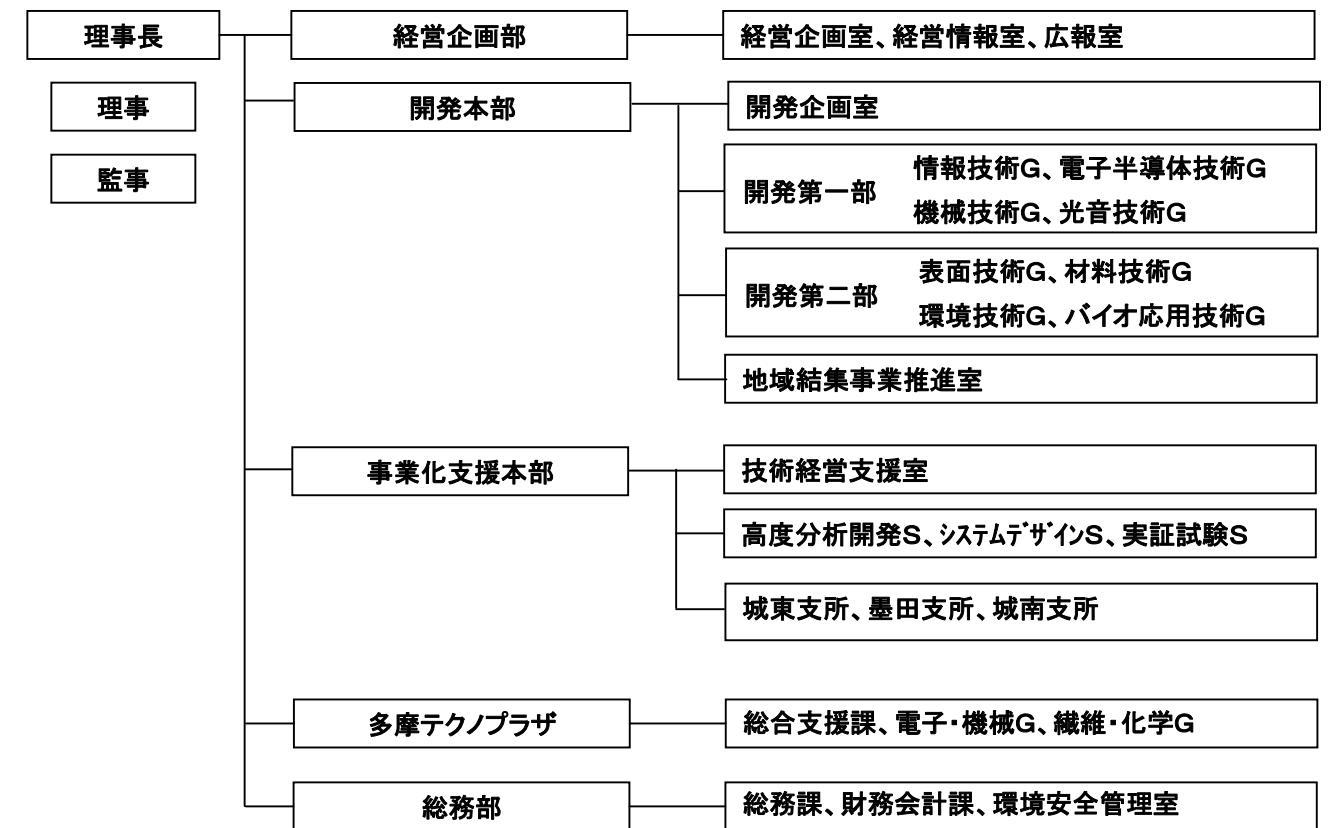 理事長
経営企画部
経営企画室、経営情報室、広報室
理事
監事
開発本部
開発企画室
開発第一部
情報技術G、電子半導体技術G
機械技術G、光音技術G
開発第二部
表面技術G、材料技術G
環境技術G、バイオ応用技術G
地域結集事業推進室
事業化支援本部
技術経営支援室
高度分析開発S、ｼｽﾃﾑﾃﾞｻﾞｲﾝS、実証試験S
城東支所、墨田支所、城南支所
多摩テクノプラザ
総合支援課、電子・機械G、繊維・化学G
総務部
総務課、財務会計課、環境安全管理室